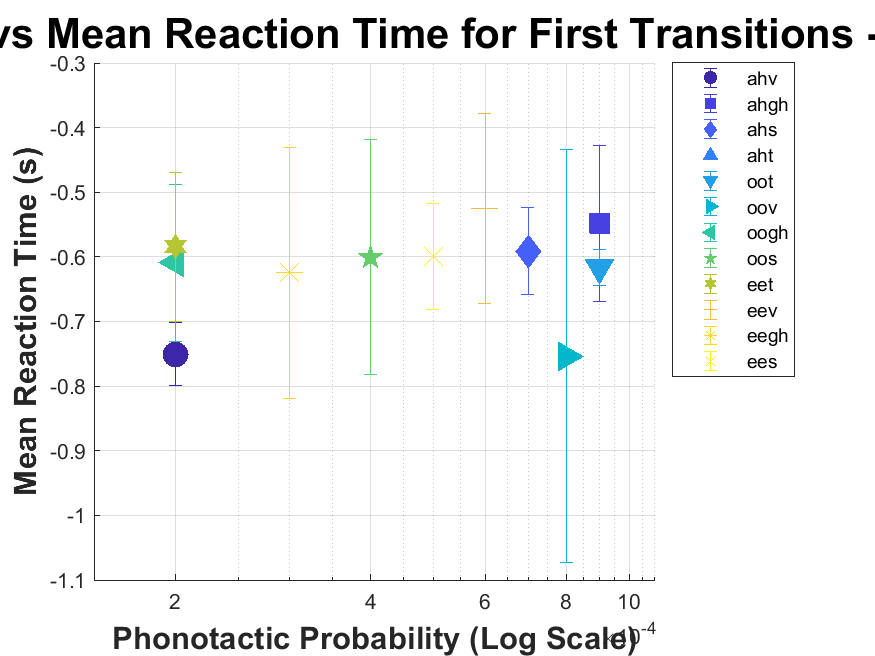 vs Mean Reaction Time for First Transitions -
-0.3
-0.4
-0.5
-0.6
-0.7
-0.8
-0.9
-1
-1.1
Mean Reaction Time (s)
2 4 6 8 10
×10-4
Phonotactic Probability (Log Scale)
ahv
ahgh
ahs
aht
oot
oov
oogh
oos
eet
eev
eegh
ees